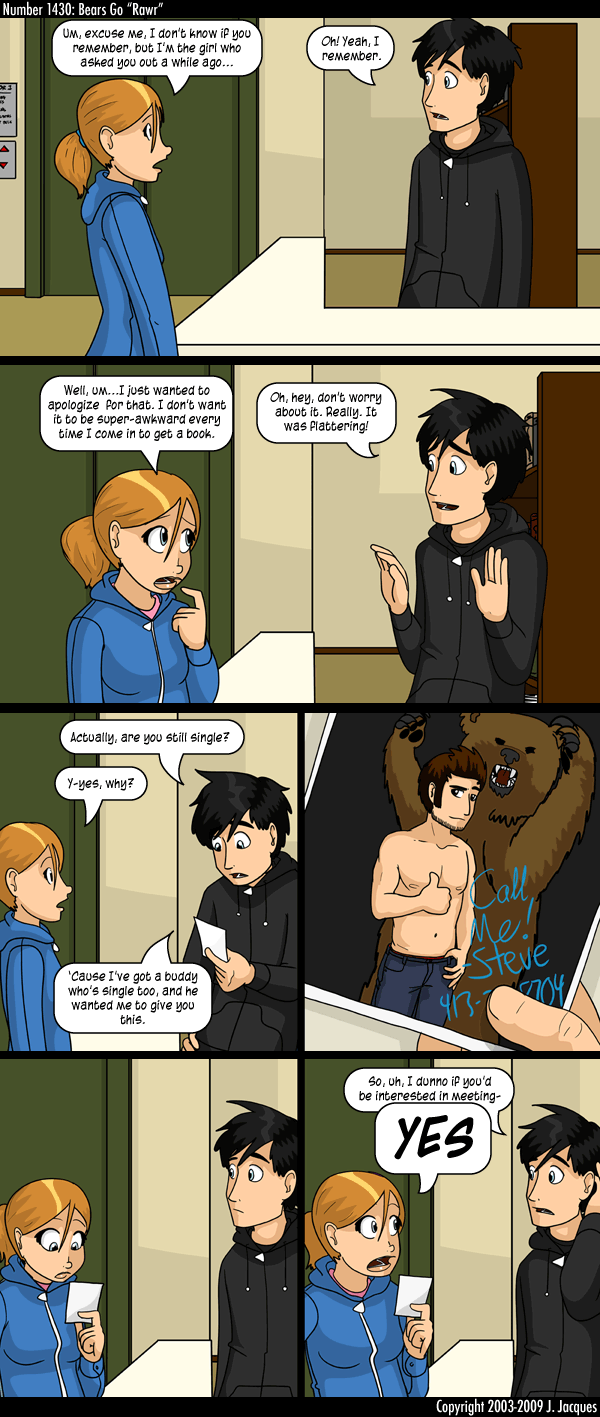 Number 1430: Bears Go "Rawr"
Um, excuse me, I don't know if you
remember, but I'm the girl who
asked you out a while ago...
Oh! Yeah, I
remember.
Well, um...I just wanted to
apologize for that. I don't want
it to be super-awkward every
time I come in to get a book.
Oh, hey, don't worry
about it. Really. It
was flattering!
Actually, are you still single?
Y-yes, why?
'Cause I've got a buddy
who's single too, and he
wanted me to give you
this.
Call
Me!
-Steve
413-
So, uh, I dunno if you'd
be interested in meeting-
YES
Copyright 2003-2009 J. Jacques